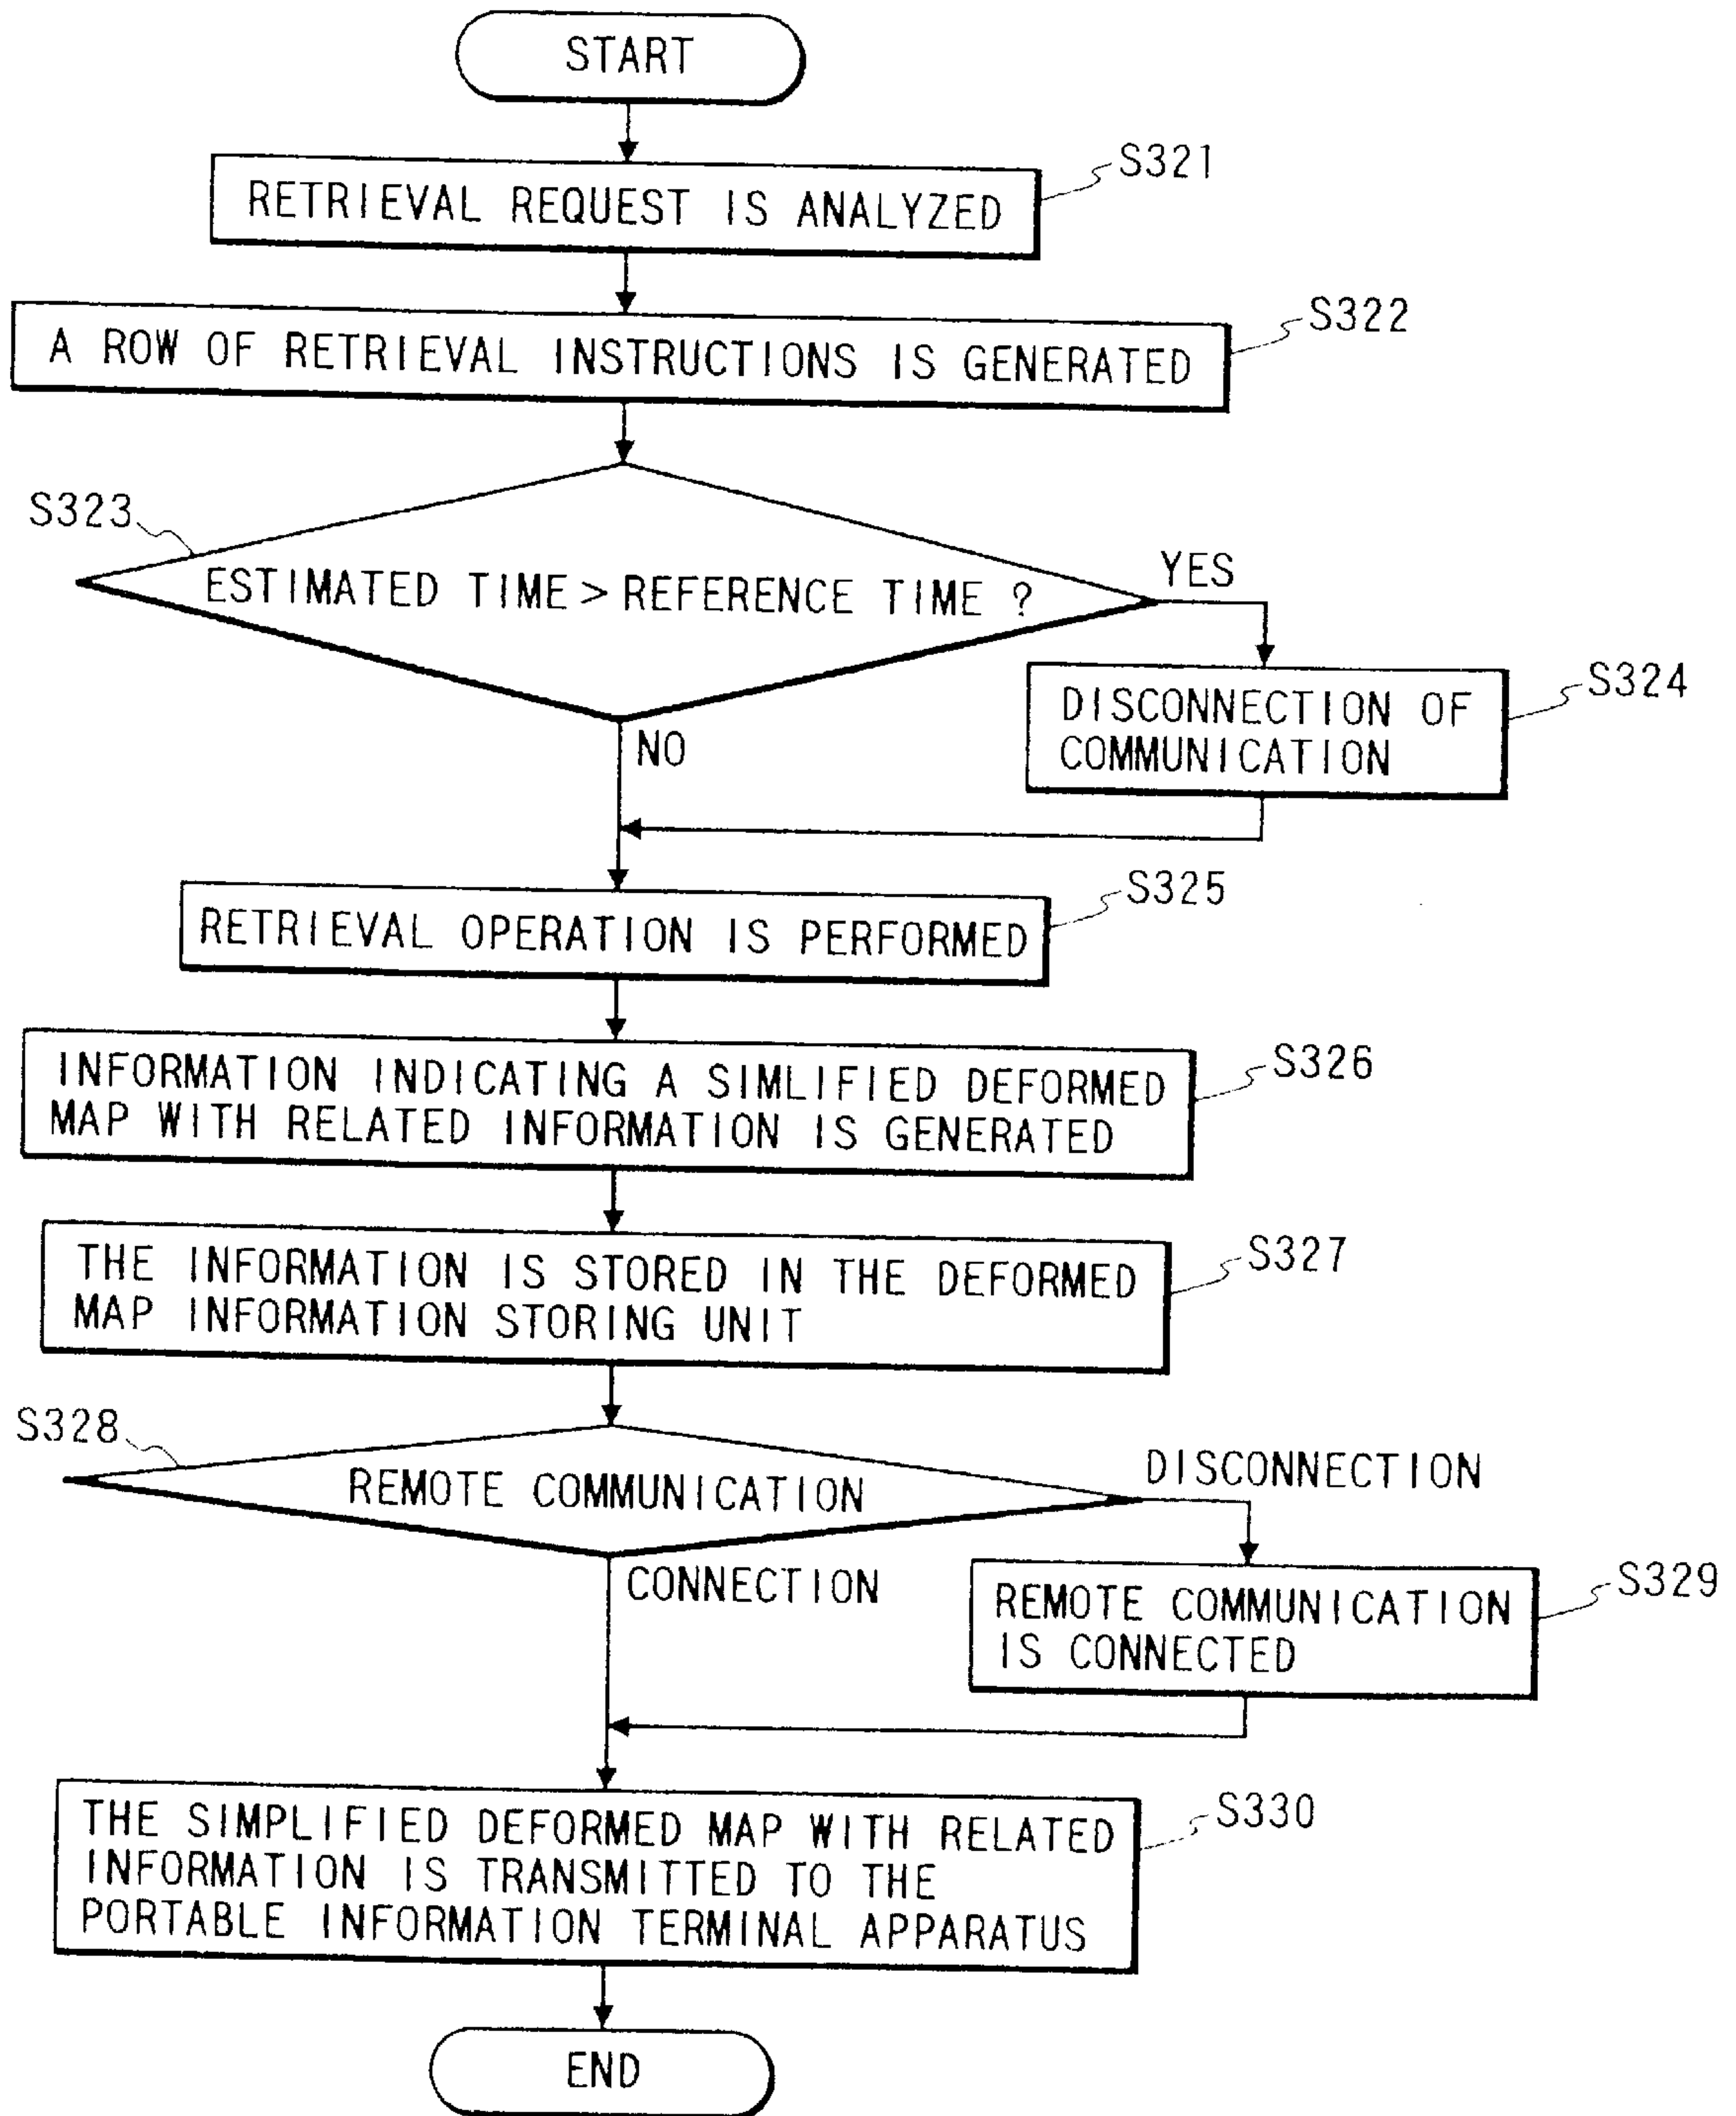 START
S321
RETRIEVAL REQUEST IS ANALYZED
S322
A ROW OF RETRIEVAL INSTRUCTIONS IS GENERATED
S323
ESTIMATED TIME > REFERENCE TIME ?
YES
S324
DISCONNECTION OF
COMMUNICATION
NO
S325
RETRIEVAL OPERATION IS PERFORMED
S326
INFORMATION INDICATING A SIMLIFIED DEFORMED
MAP WITH RELATED INFORMATION IS GENERATED
S327
THE INFORMATION IS STORED IN THE DEFORMED
MAP INFORMATION STORING UNIT
S328
REMOTE COMMUNICATION
DISCONNECTION
CONNECTION
S329
REMOTE COMMUNICATION
IS CONNECTED
S330
THE SIMPLIFIED DEFORMED MAP WITH RELATED
INFORMATION IS TRANSMITTED TO THE
PORTABLE INFORMATION TERMINAL APPARATUS
END